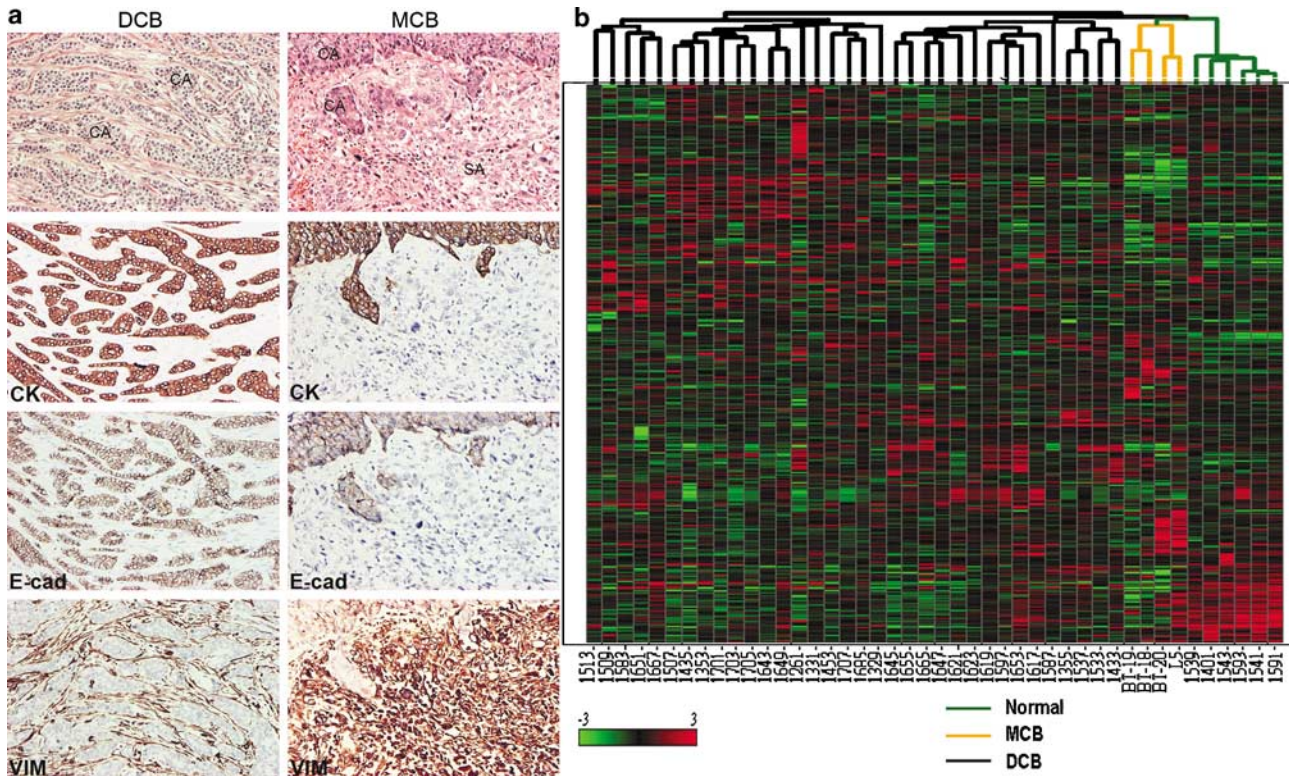 a
DCB
MCB
CA
CA
CA
CA
SA
CK
CK
E-cad
E-cad
VIM
VIM
b
1513-
1509-
1583-
1651-
1667-
1507-
1435-
1353-
1701-
1703-
1705-
1643-
1649-
1261-
1331-
1453-
1707-
1685-
1329-
1645-
1655-
1665-
1647-
1621-
1623-
1619-
1597-
1653-
1617-
1587-
1355-
1537-
1533-
1433-
BT-19-
L6-
BT-18-
BT-20-
L5-
1539-
1401-
1543-
1593-
1541-
1591-
-3
3
Normal
MCB
DCB